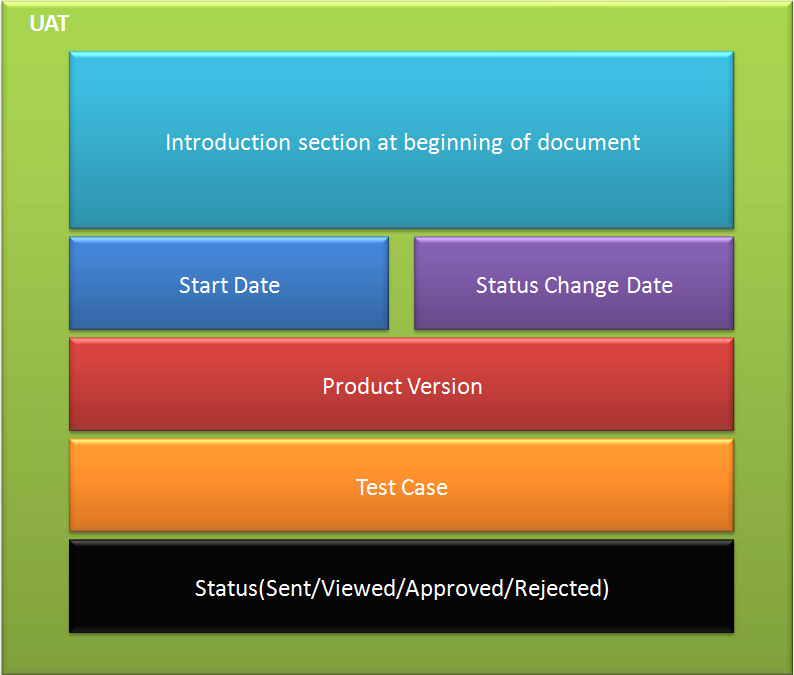 UAT
Introduction section at beginning of document
Start Date
Status Change Date
Product Version
Test Case
Status(Sent/Viewed/Approved/Rejected)